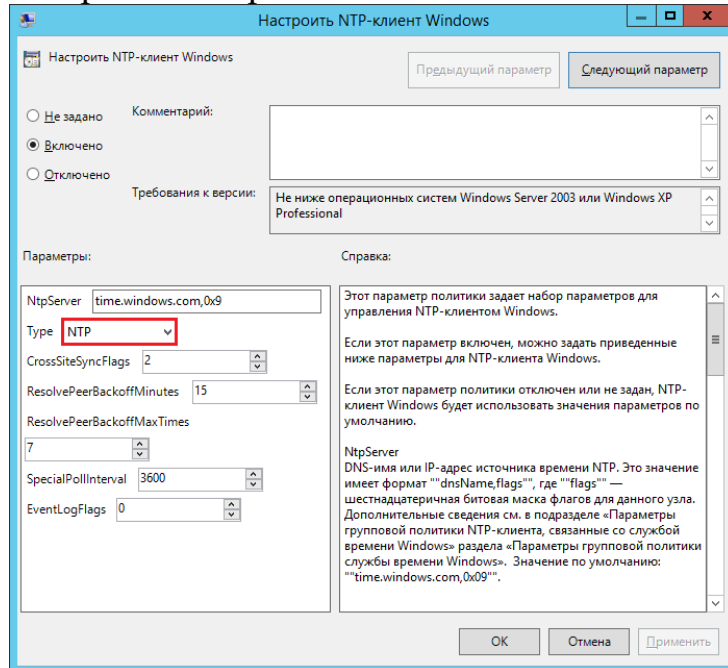 Настроить NTP-клиент Windows
Настроить NTP-клиент Windows
Предыдущий параметр
Следующий параметр
Не задано
Включено
Отключено
Комментарий:
Требования к версии:
Не ниже операционных систем Windows Server 2003 или Windows XP
Professional
Параметры:
NtpServer time.windows.com,0x9
Type NTP
CrossSiteSyncFlags 2
ResolvePeerBackoffMinutes 15
ResolvePeerBackoffMaxTimes
7
SpecialPollInterval 3600
EventLogFlags 0
Справка:
Этот параметр политики задает набор параметров для
управления NTP-клиентом Windows.
Если этот параметр включен, можно задать приведенные
ниже параметры для NTP-клиента Windows.
Если этот параметр политики отключен или не задан, NTP-
клиент Windows будет использовать значения параметров по
умолчанию.
NtpServer
DNS-имя или IP-адрес источника времени NTP. Это значение
имеет формат ""dnsName,flags"", где ""flags"" —
шестнадцатеричная битовая маска флагов для данного узла.
Дополнительные сведения см. в подразделе «Параметры
групповой политики NTP-клиента, связанные со службой
времени Windows» раздела «Параметры групповой политики
службы времени Windows». Значение по умолчанию:
""time.windows.com,0x09"".
ОК
Отмена
Применить